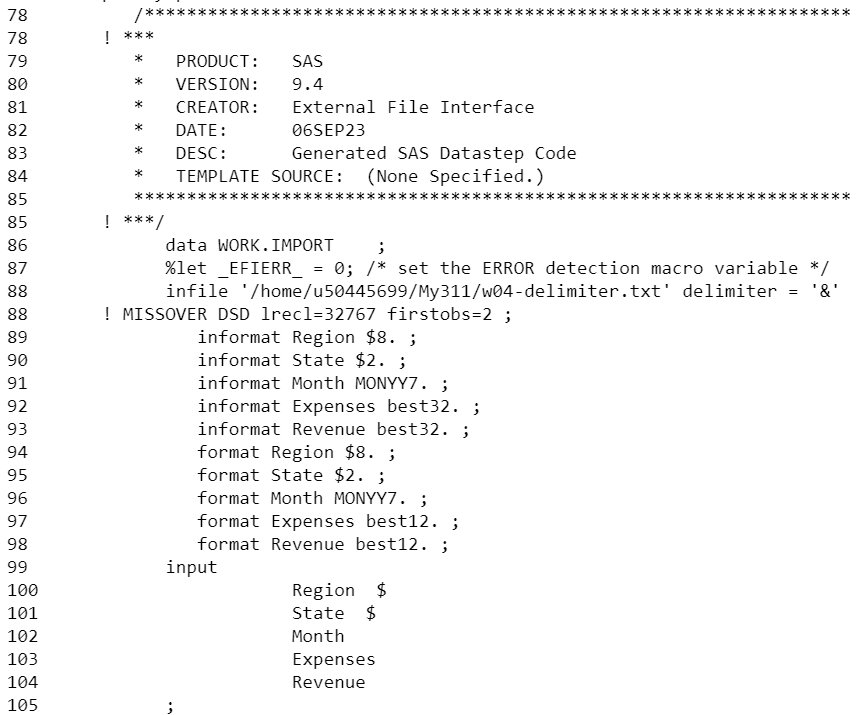 78 /********************************************************************
78 ! ***
79 * PRODUCT: SAS
80 * VERSION: 9.4
81 * CREATOR: External File Interface
82 * DATE: 06SEP23
83 * DESC: Generated SAS Datastep Code
84 * TEMPLATE SOURCE: (None Specified.)
85 *********************************************************************
85 ! ***/
86 data WORK.IMPORT ;
87 %let _EFIERR_ = 0; /* set the ERROR detection macro variable */
88 infile '/home/u50445699/My311/w04-delimiter.txt' delimiter = '&'
88 ! MISSOVER DSD lrecl=32767 firstobs=2 ;
89 informat Region $8. ;
90 informat State $2. ;
91 informat Month MONYY7. ;
92 informat Expenses best32. ;
93 informat Revenue best32. ;
94 format Region $8. ;
95 format State $2. ;
96 format Month MONYY7. ;
97 format Expenses best12. ;
98 format Revenue best12. ;
99 input
100 Region $
101 State $
102 Month
103 Expenses
104 Revenue
105 ;